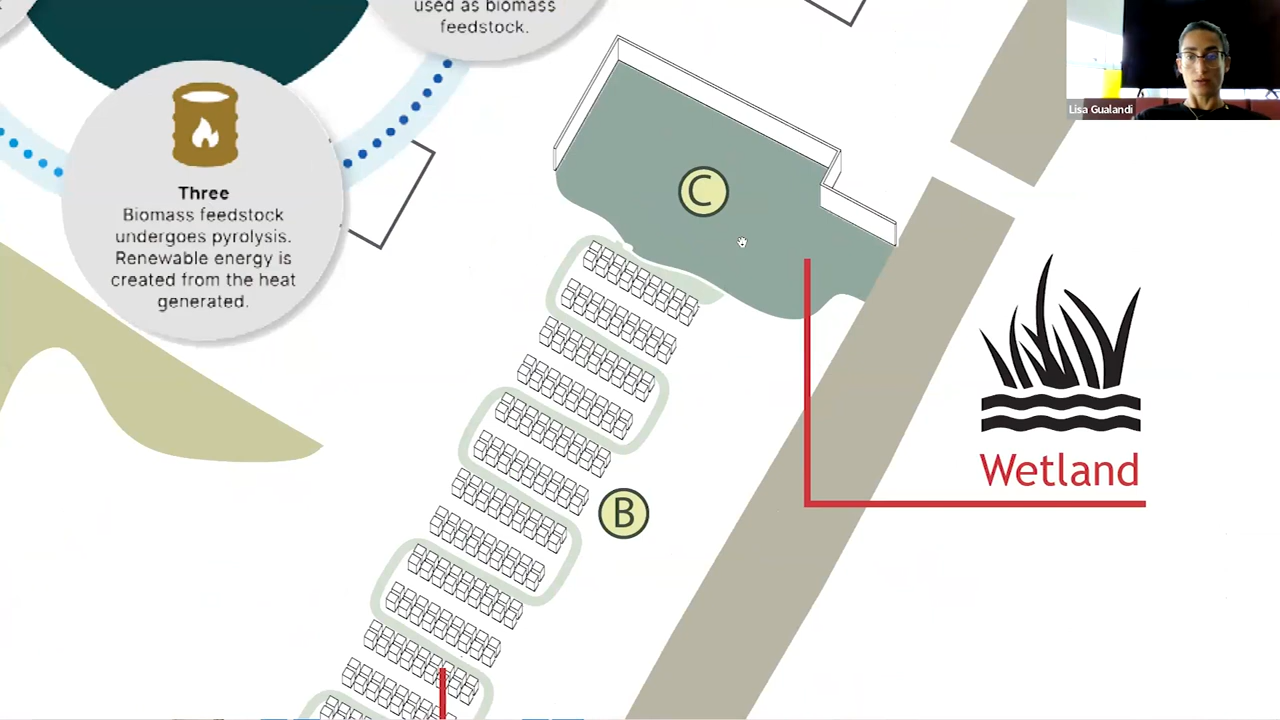 used as biomass
feedstock.
Lisa Gualandi
C
Three
Biomass feedstock
undergoes pyrolysis.
Renewable energy is
created from the heat
generated.
Wetland
B